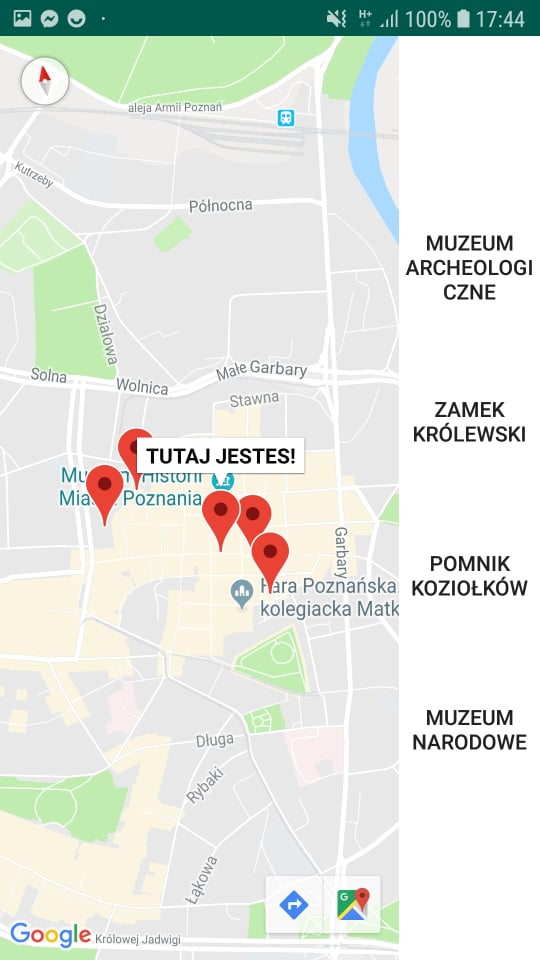 H+ 100% 17:44
aleja Armii Poznań
Kutrzeby
Północna
Działowa
Solna
Wolnica
Małe Garbary
Stawna
TUTAJ JESTES!
Muzeum Historii
Miasta Poznania
Garbary
Fara Poznańska
kolegiacka Matk
Długa
Rybaki
Łąkowa
Google
Królowej Jadwigi
MUZEUM
ARCHEOLOGI
CZNE
ZAMEK
KRÓLEWSKI
POMNIK
KOZIOŁKÓW
MUZEUM
NARODOWE